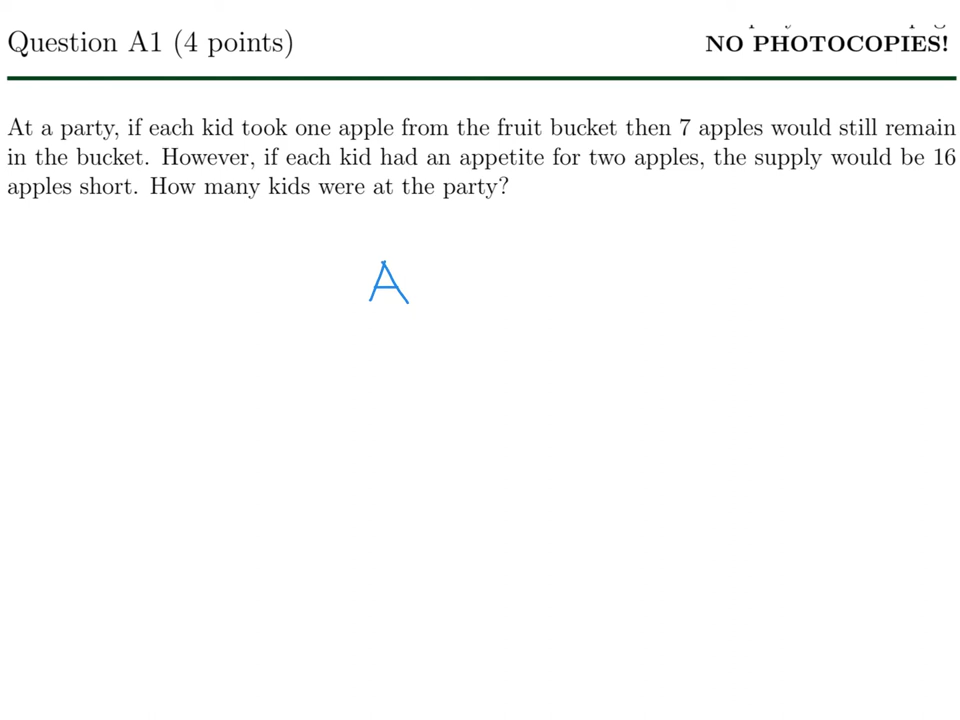 Question A1 (4 points)
NO PHOTOCOPIES!
At a party, if each kid took one apple from the fruit bucket then 7 apples would still remain
in the bucket. However, if each kid had an appetite for two apples, the supply would be 16
apples short. How many kids were at the party?
A